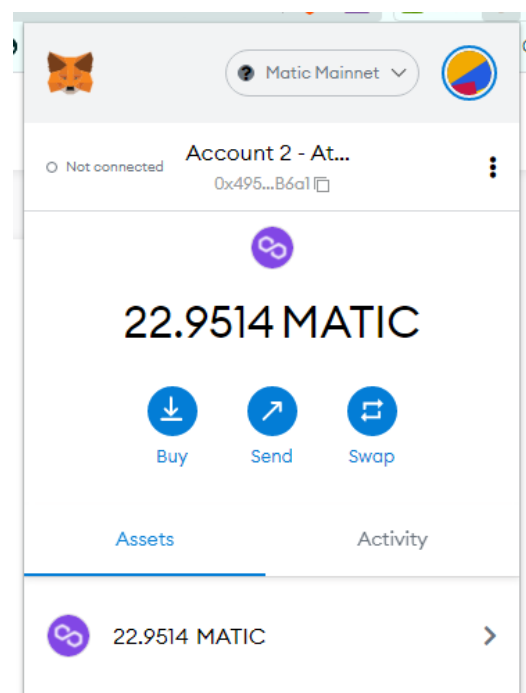 Matic Mainnet
Not connected
Account 2 - At...
0x495...B6a1
22.9514 MATIC
Buy Send Swap
Assets Activity
22.9514 MATIC